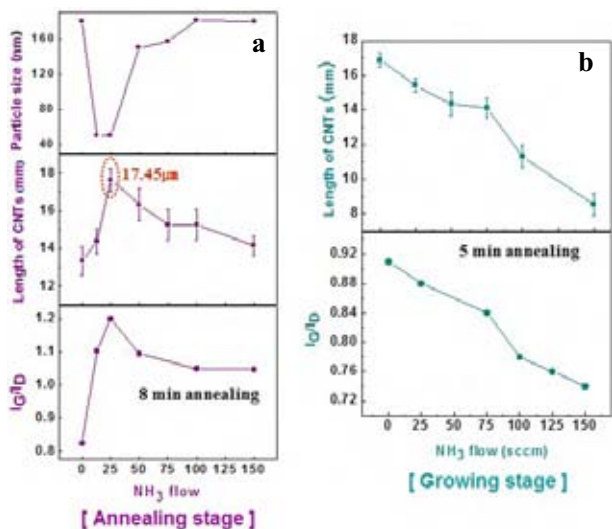 a
Particle size (nm)
160
120
80
40
Length of CNTs (mm)
18
16
14
12
17.45μm
I_G/I_D
1.2
1.1
1.0
0.9
0.8
8 min annealing
0 25 50 75 100 125 150
NH₃ flow
[ Annealing stage ]
b
Length of CNTs (mm)
18
16
14
12
10
8
I_G/I_D
0.92
0.88
0.84
0.80
0.76
0.72
5 min annealing
0 25 50 75 100 125 150
NH₃ flow (sccm)
[ Growing stage ]